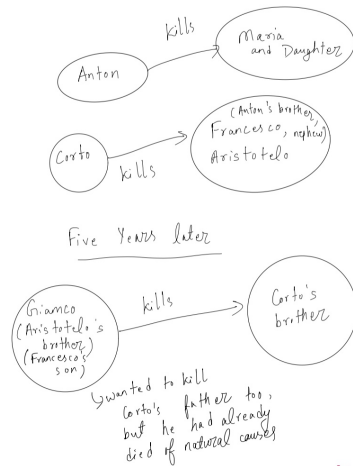 kills
Anton
Maria
and Daughter
Corto
kills
(Anton's brother,
Francesco, nephew)
Aristotelo
Five Years later
Gianco
(Aristotelo's
brother)
(Francesco's
son)
kills
Corto's
brother
wanted to kill
Corto's father too,
but he had already
died of natural causes